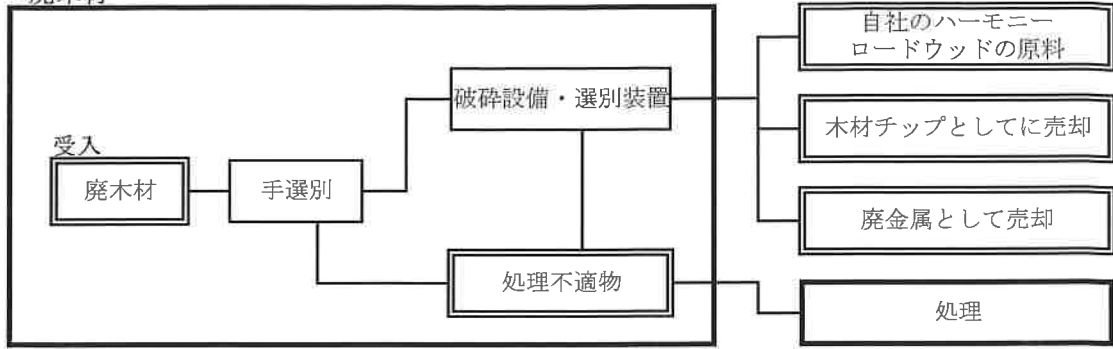 受入
廃木材
手選別
破砕設備・選別装置
処理不適物
自社のハーモニー
ロードウッドの原料
木材チップとしてに売却
廃金属として売却
処理